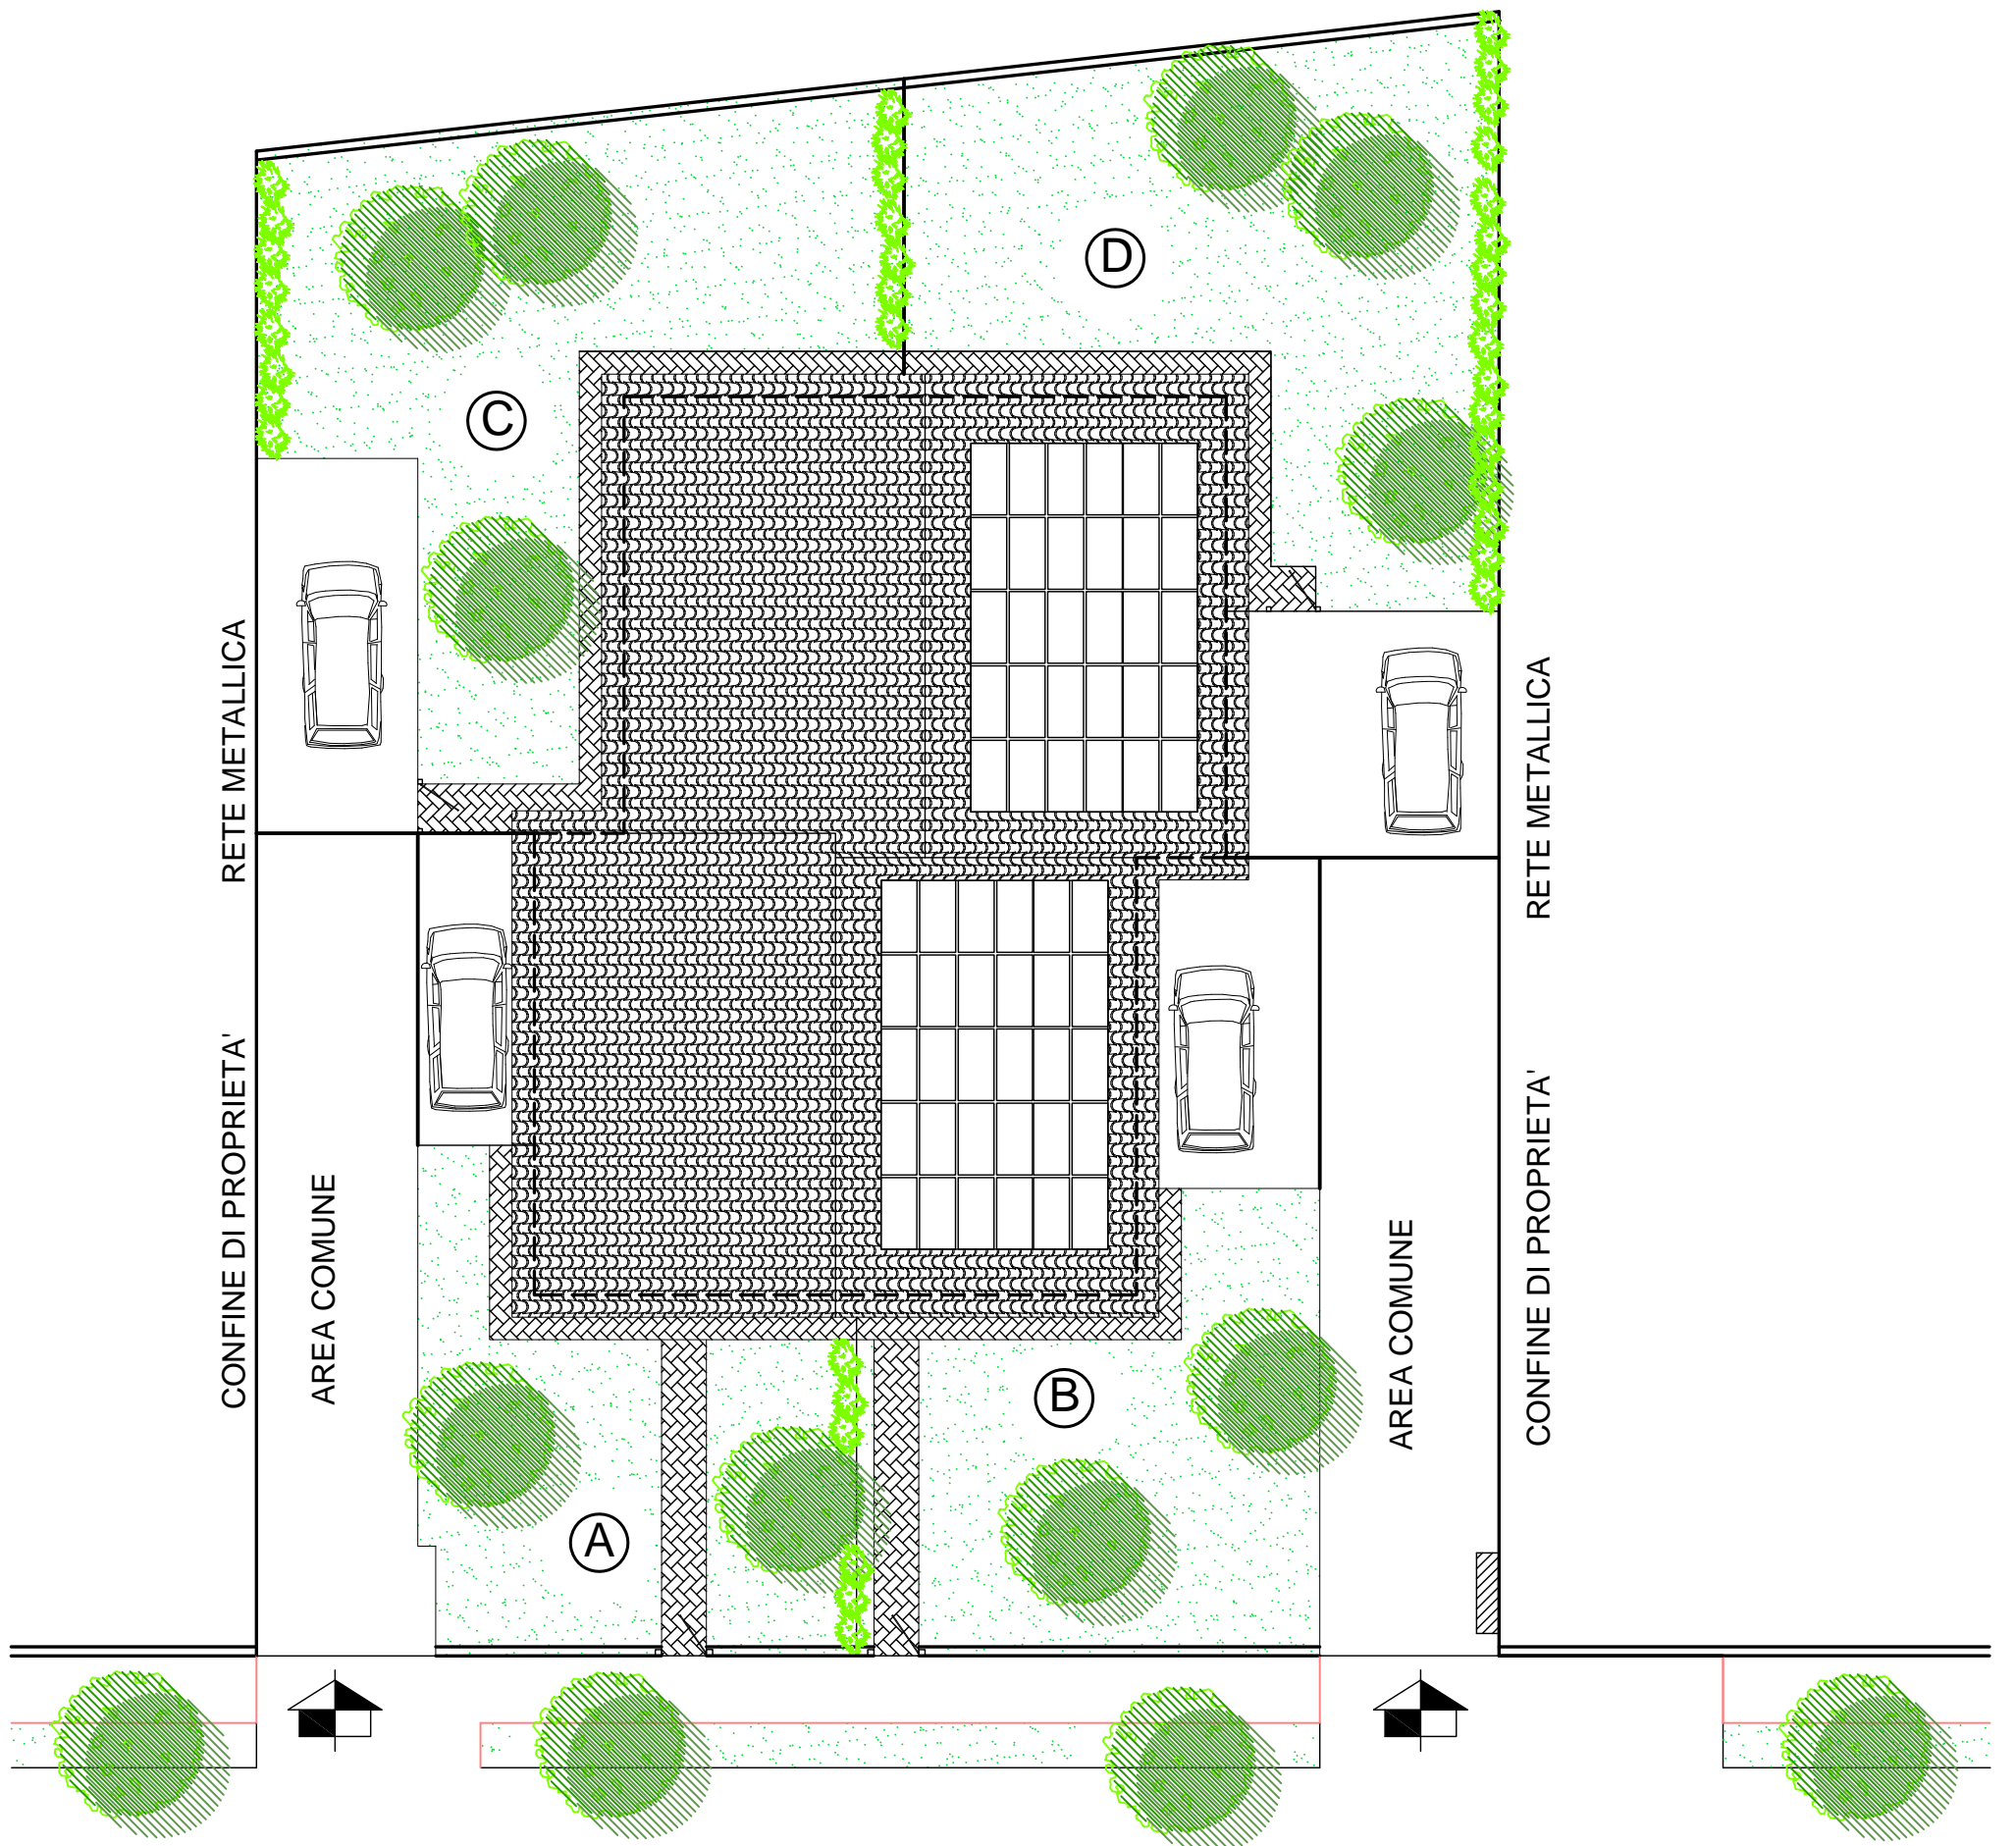 D
C
RETE METALLICA
RETE METALLICA
CONFINE DI PROPRIETA'
AREA COMUNE
AREA COMUNE
CONFINE DI PROPRIETA'
B
A